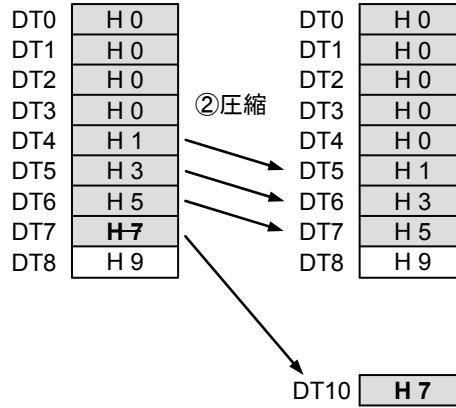 DT0 H 0 DT0 H 0
DT1 H 0 DT1 H 0
DT2 H 0 DT2 H 0
DT3 H 0 ②圧縮 DT3 H 0
DT4 H 1 DT4 H 0
DT5 H 3 DT5 H 1
DT6 H 5 DT6 H 3
DT7 H 7 DT7 H 5
DT8 H 9 DT8 H 9
DT10 H 7